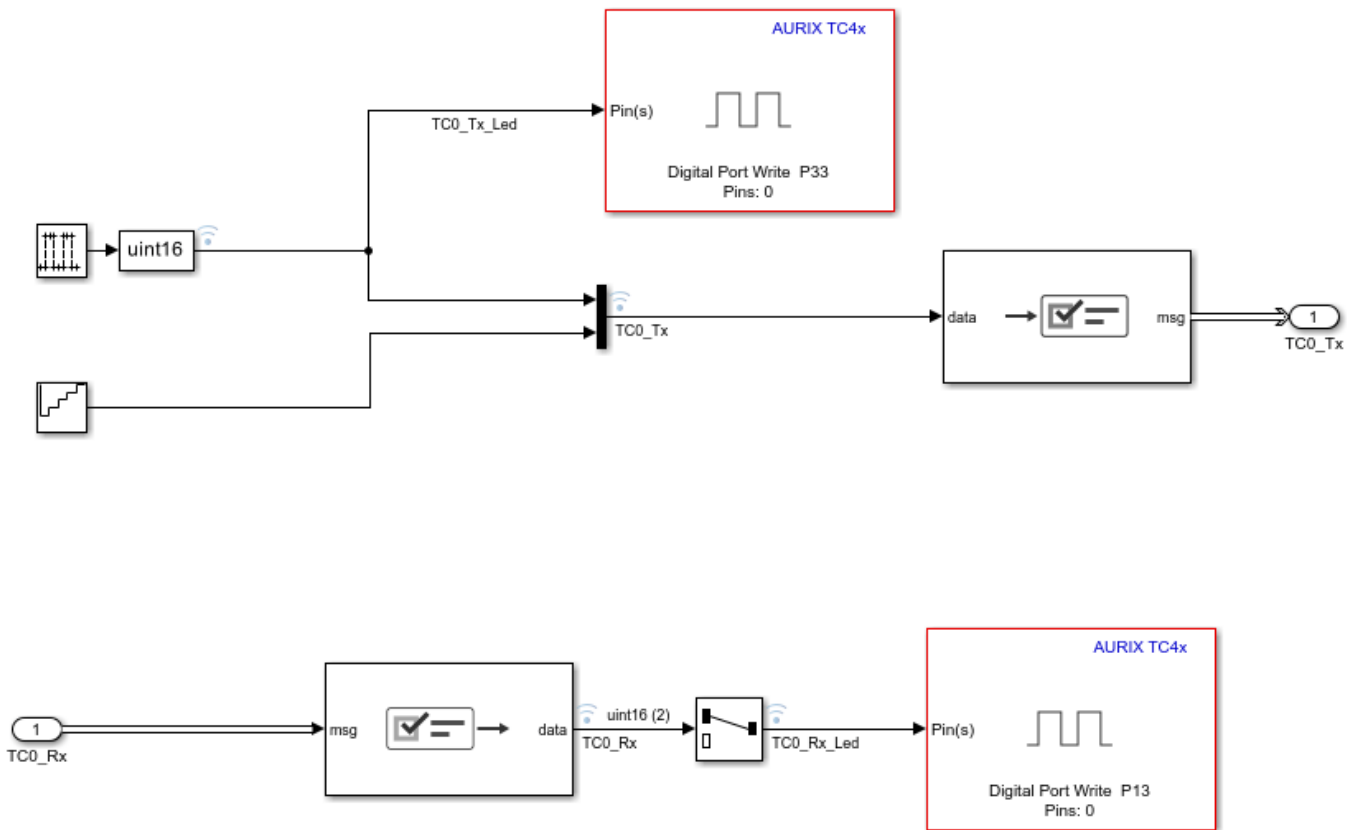 AURIX TC4x
Pin(s)
TC0_Tx_Led
Digital Port Write P33
Pins: 0
uint16
data
msg
1
TC0_Tx
TC0_Tx
AURIX TC4x
1
TC0_Rx
msg
data
uint16 (2)
TC0_Rx
TC0_Rx_Led
Pin(s)
Digital Port Write P13
Pins: 0